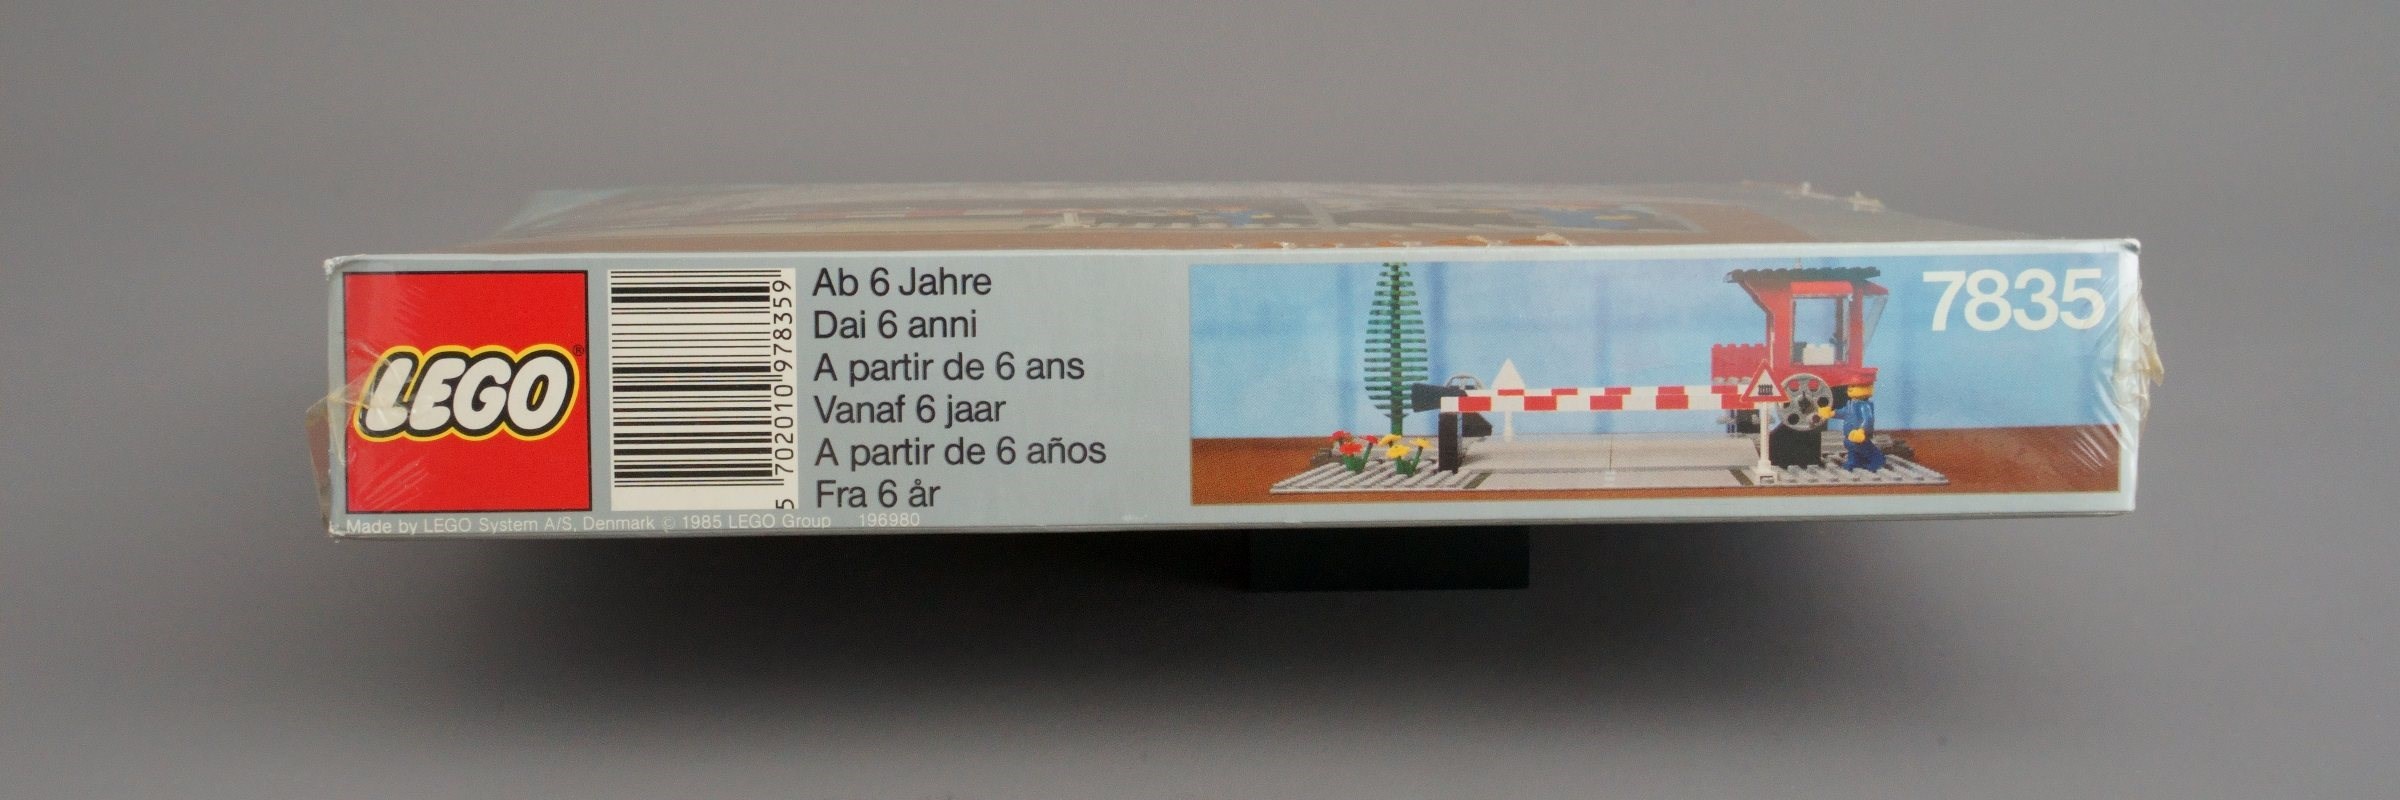 LEGO®
5 702010 978359
Ab 6 Jahre
Dai 6 anni
A partir de 6 ans
Vanaf 6 jaar
A partir de 6 años
Fra 6 år
7835
Made by LEGO System A/S, Denmark © 1985 LEGO Group 196980